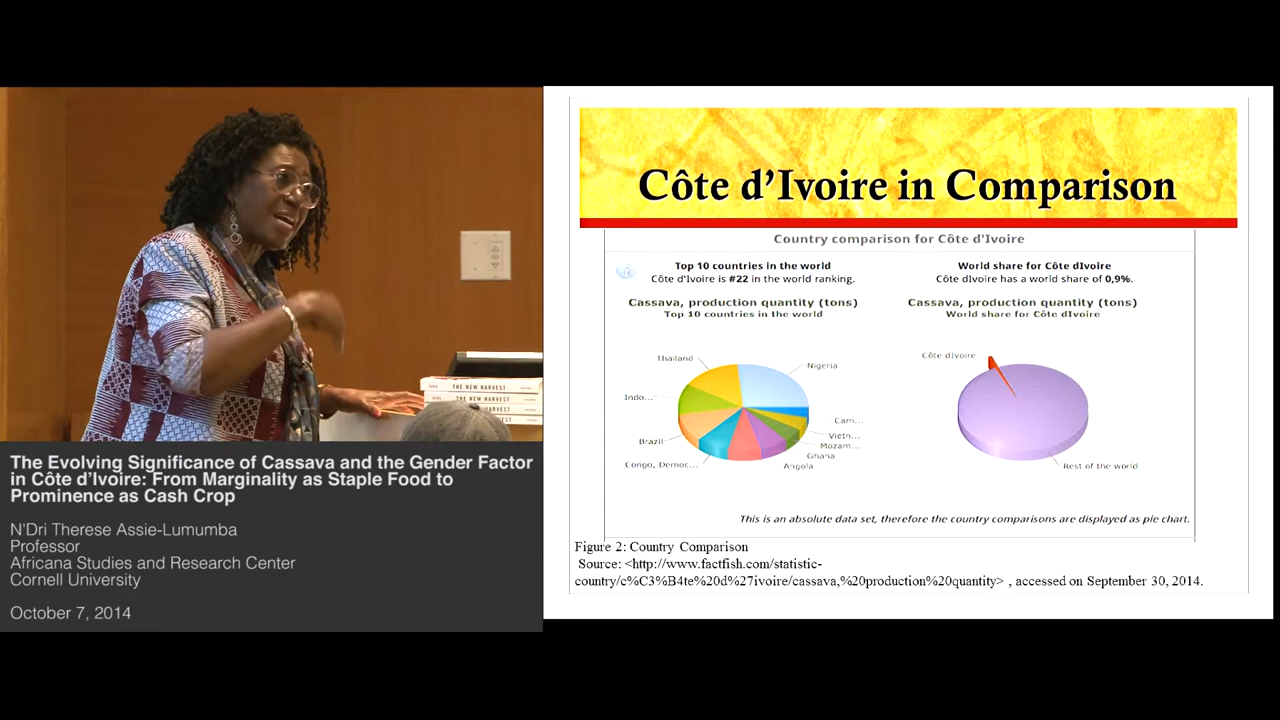 The Evolving Significance of Cassava and the Gender Factor
in Côte d’Ivoire: From Marginality as Staple Food to
Prominence as Cash Crop
N'Dri Therese Assie-Lumumba
Professor
Africana Studies and Research Center
Cornell University
October 7, 2014
THE NEW HARVEST
Côte d’Ivoire in Comparison
Country comparison for Côte d'Ivoire
Top 10 countries in the world
Côte d'Ivoire is #22 in the world ranking.
Cassava, production quantity (tons)
Top 10 countries in the world
Thailand
Nigeria
Indo...
Cam...
Vietn...
Brazil
Mozam...
Ghana
Congo, Democ...
Angola
World share for Côte dIvoire
Côte dIvoire has a world share of 0,9%.
Cassava, production quantity (tons)
World share for Côte dIvoire
Côte dIvoire
Rest of the world
This is an absolute data set, therefore the country comparisons are displayed as pie chart.
Figure 2: Country Comparison
Source: <http://www.factfish.com/statistic-
country/c%C3%B4te%20d%27ivoire/cassava,%20production%20quantity> , accessed on September 30, 2014.